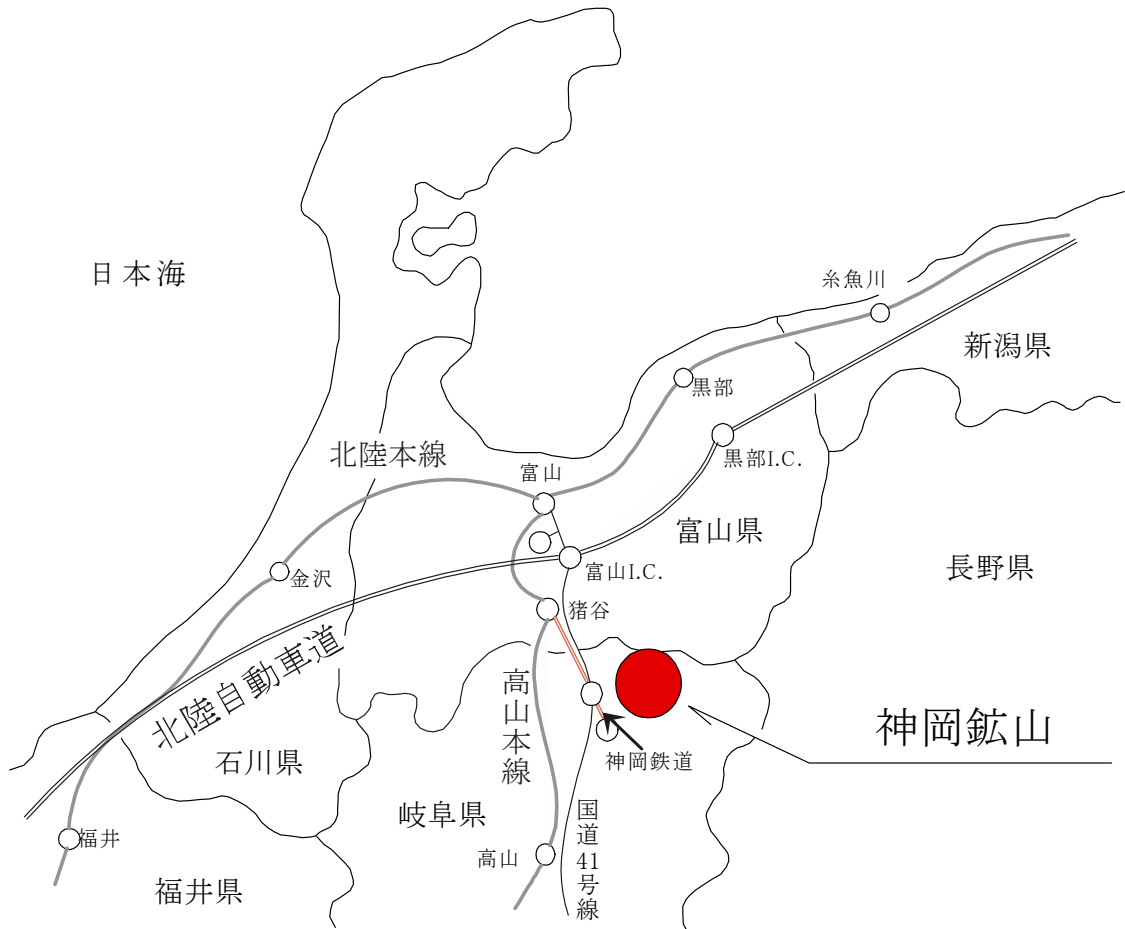 日本海
糸魚川
新潟県
黒部
北陸本線
黒部I.C.
富山
富山県
長野県
富山I.C.
金沢
猪谷
北陸自動車道
高山本線
神岡鉱山
石川県
神岡鉄道
岐阜県
国道41号線
福井
高山
福井県